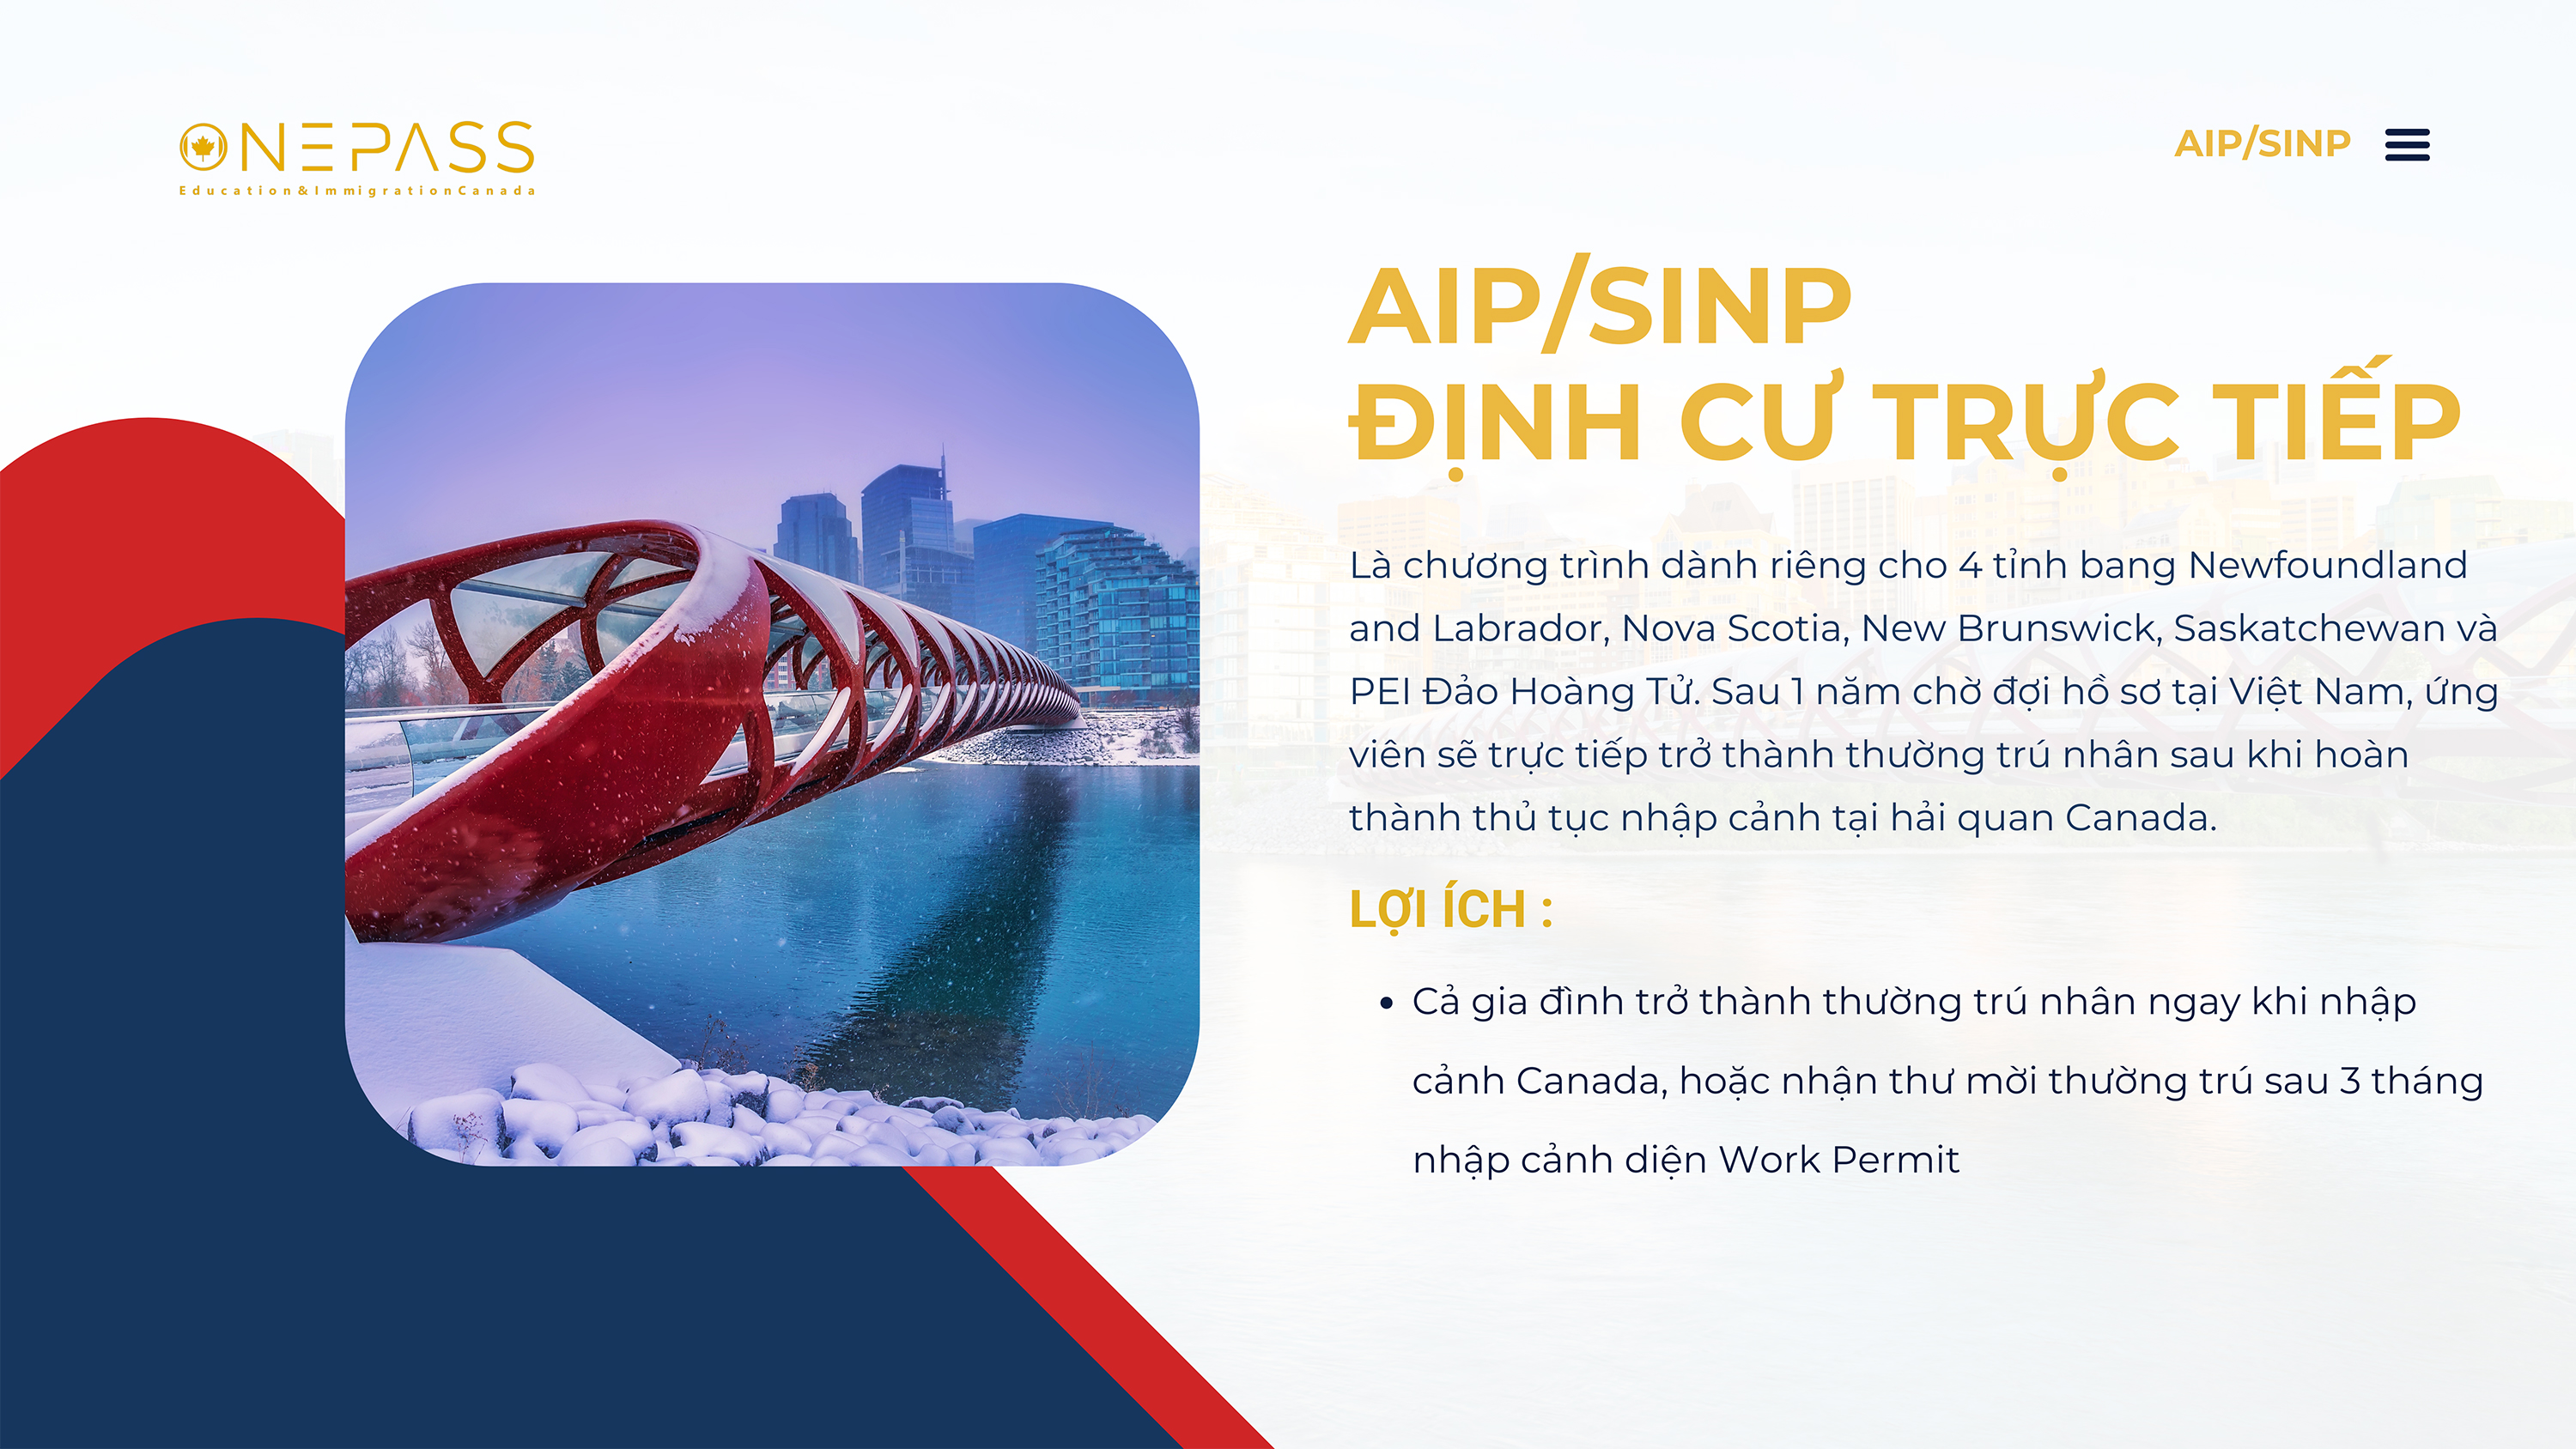 ONEPASS
Education&ImmigrationCanada
AIP/SINP
AIP/SINP
ĐỊNH CƯ TRỰC TIẾP
Là chương trình dành riêng cho 4 tỉnh bang Newfoundland
and Labrador, Nova Scotia, New Brunswick, Saskatchewan và
PEI Đảo Hoàng Tử. Sau 1 năm chờ đợi hồ sơ tại Việt Nam, ứng
viên sẽ trực tiếp trở thành thường trú nhân sau khi hoàn
thành thủ tục nhập cảnh tại hải quan Canada.
LỢI ÍCH :
• Cả gia đình trở thành thường trú nhân ngay khi nhập
cảnh Canada, hoặc nhận thư mời thường trú sau 3 tháng
nhập cảnh diện Work Permit